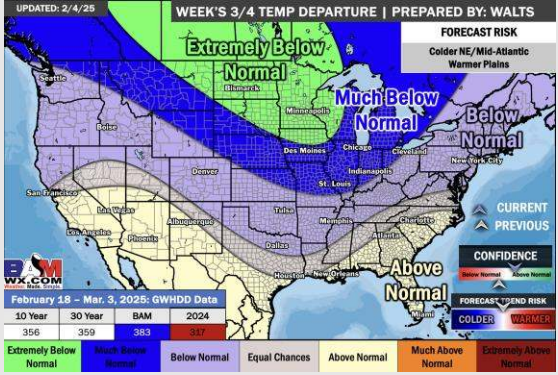 UPDATED: 2/4/25
WEEK'S 3/4 TEMP DEPARTURE | PREPARED BY: WALTS
FORECAST RISK
Colder NE/Mid-Atlantic
Warmer Plains
Extremely Below
Normal
Seattle
Bismarck
Minneapolis
Much Below
Normal
Below
Normal
Boise
Des Moines
Chicago
Cleveland
New York City
Denver
Indianapolis
St. Louis
San Francisco
Las Vegas
Tulsa
Memphis
Charlotte
CURRENT
PREVIOUS
Los Angeles
Phoenix
Albuquerque
Dallas
Atlanta
Houston
New Orleans
Above
Normal
Miami
CONFIDENCE
Below Normal
Above Normal
FORECAST TREND RISK
COLDER
WARMER
BAM
WX.COM
Weather. Made. Simple.
February 18 – Mar. 3, 2025: GWHDD Data
10 Year 30 Year BAM 2024
356 359 383 317
Extremely Below
Normal
Much Below
Normal
Below
Normal
Equal Chances
Above Normal
Much Above
Normal
Extremely Above
Normal